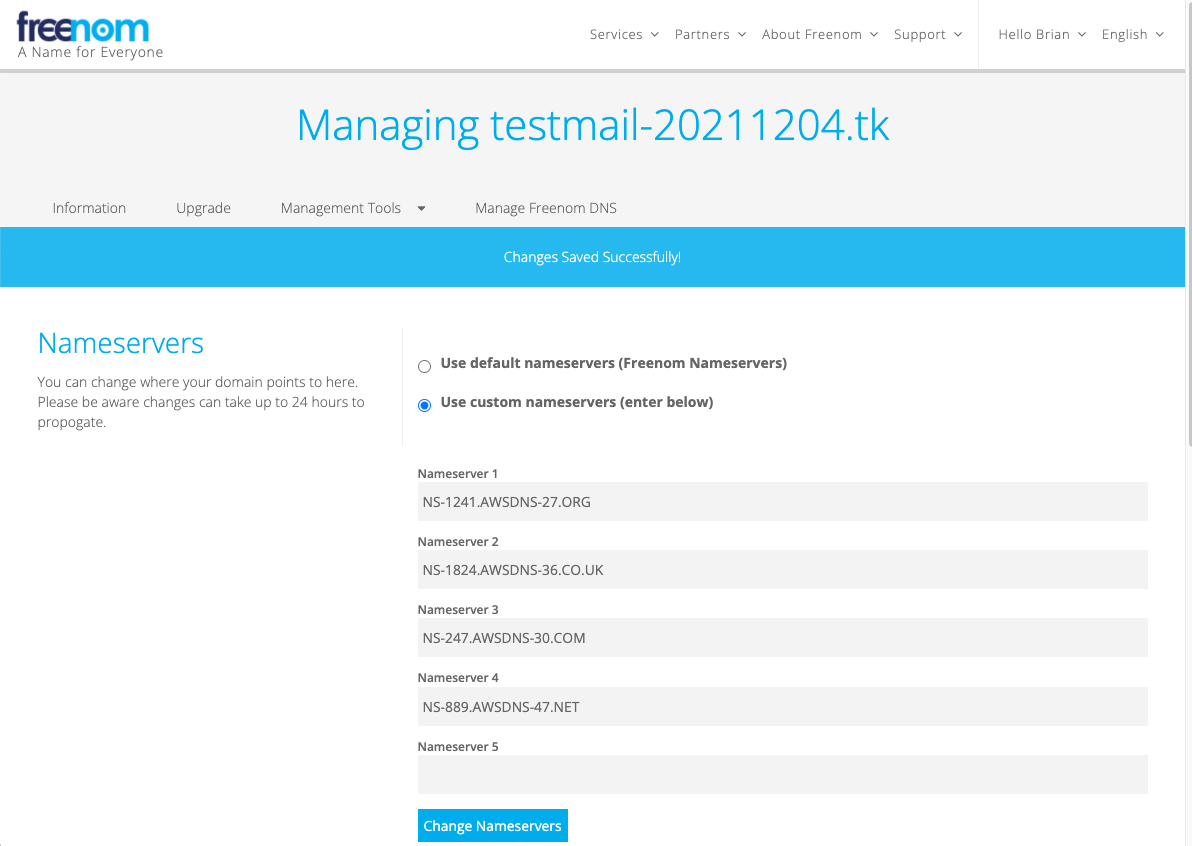 freenom
A Name for Everyone
Services Partners About Freenom Support Hello Brian English
Managing testmail-20211204.tk
Information Upgrade Management Tools Manage Freenom DNS
Changes Saved Successfully!
Nameservers
You can change where your domain points to here.
Please be aware changes can take up to 24 hours to
propogate.
Use default nameservers (Freenom Nameservers)
Use custom nameservers (enter below)
Nameserver 1
NS-1241.AWSDNS-27.ORG
Nameserver 2
NS-1824.AWSDNS-36.CO.UK
Nameserver 3
NS-247.AWSDNS-30.COM
Nameserver 4
NS-889.AWSDNS-47.NET
Nameserver 5
Change Nameservers